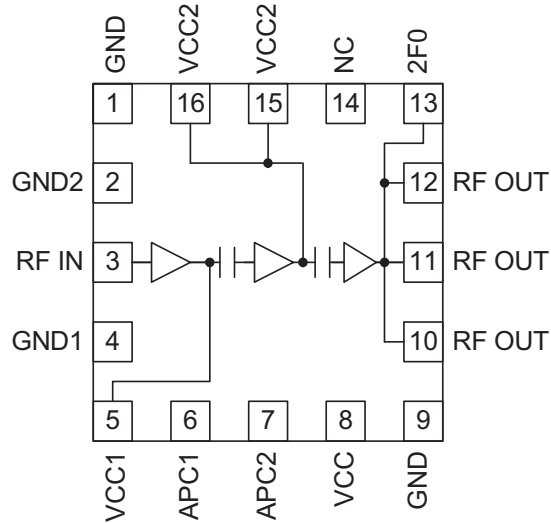 GND
VCC2
VCC2
NC
2F0
1
16
15
14
13
GND2
2
12
RF OUT
RF IN
3
11
RF OUT
GND1
4
10
RF OUT
5
6
7
8
9
VCC1
APC1
APC2
VCC
GND